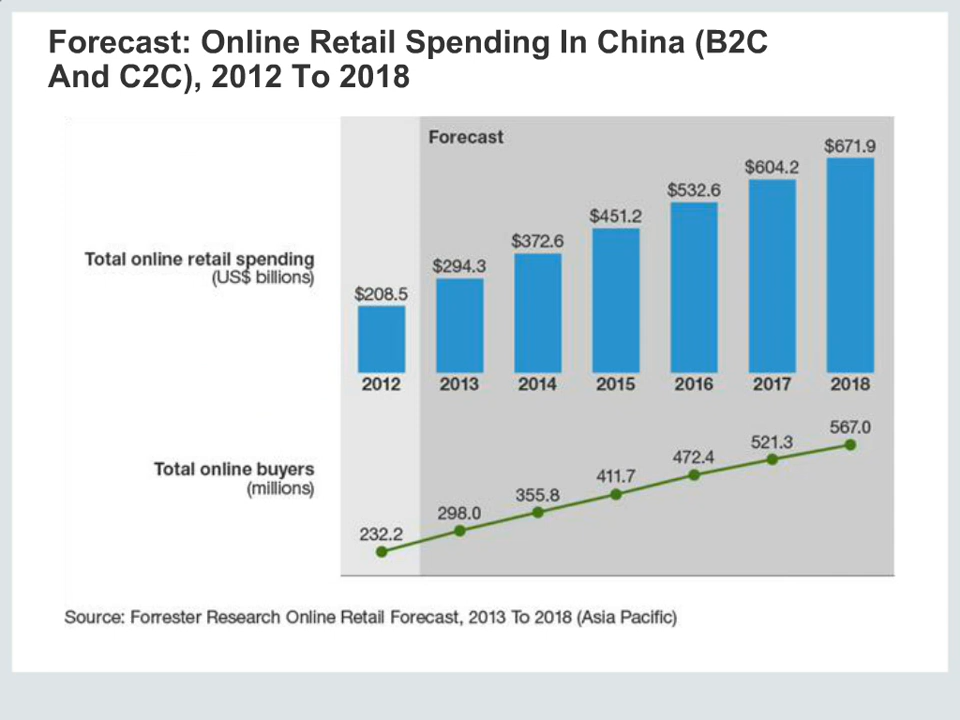 Forecast: Online Retail Spending In China (B2C
And C2C), 2012 To 2018
Forecast
Total online retail spending
(US$ billions)
$208.5
$294.3
$372.6
$451.2
$532.6
$604.2
$671.9
2012 2013 2014 2015 2016 2017 2018
Total online buyers
(millions)
232.2
298.0
355.8
411.7
472.4
521.3
567.0
Source: Forrester Research Online Retail Forecast, 2013 To 2018 (Asia Pacific)